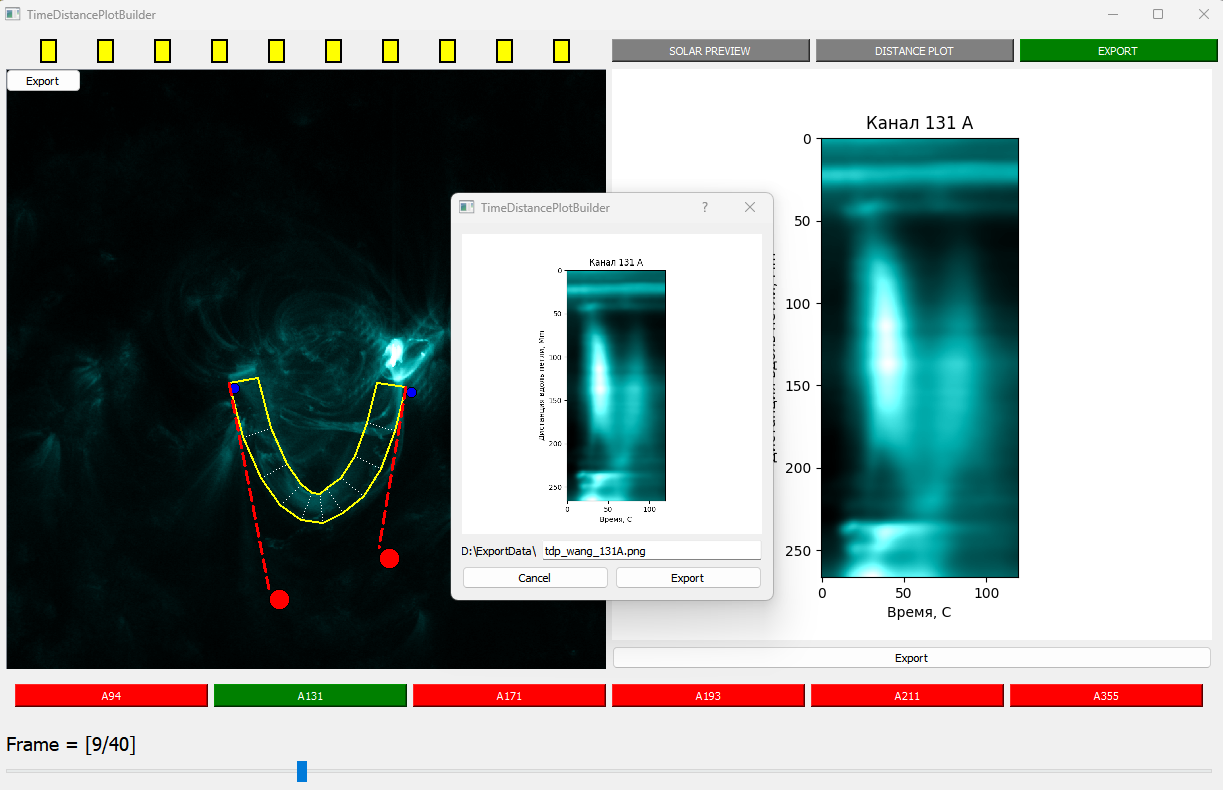 TimeDistancePlotBuilder
SOLAR PREVIEW
DISTANCE PLOT
EXPORT
Export
Канал 131 А
0
50
100
150
200
250
0
50
100
Время, С
TimeDistancePlotBuilder
?
Канал 131 А
0
50
100
150
200
250
Дистанция вдоль петли, Мm
0
50
100
Время, С
D:\ExportData\
tdp_wang_131A.png
Cancel
Export
Export
A94
A131
A171
A193
A211
A355
Frame = [9/40]